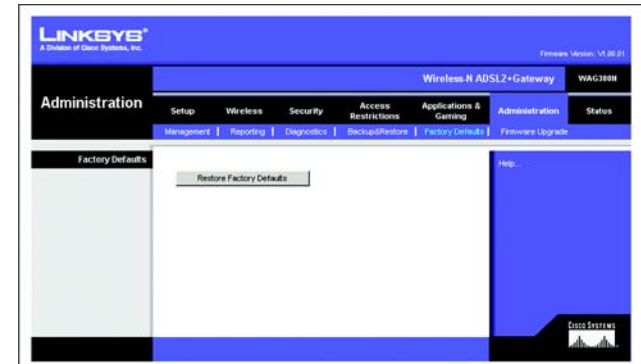 LINKSYS®
A Division of Cisco Systems, Inc.
Firmware Version: V1.00.01
Wireless-N ADSL2+Gateway WAG300N
Administration
Setup Wireless Security Access Restrictions Applications & Gaming Administration Status
Management | Reporting | Diagnostics | Backup&Restore | Factory Defaults | Firmware Upgrade
Factory Defaults
Restore Factory Defaults
Help...
CISCO SYSTEMS